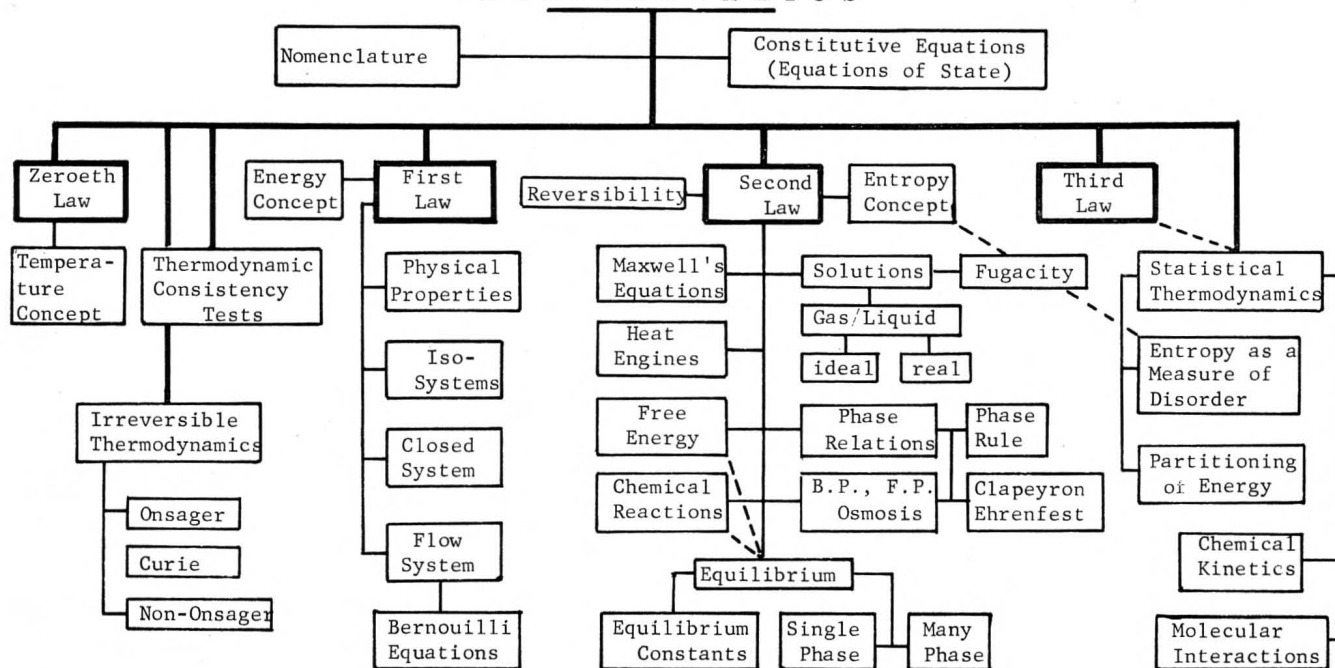 Nomenclature
Constitutive Equations
(Equations of State)
Zeroeth
Law
Energy
Concept
First
Law
Reversibility
Second
Law
Entropy
Concept
Third
Law
Tempera-
ture
Concept
Thermodynamic
Consistency
Tests
Physical
Properties
Maxwell's
Equations
Solutions
Fugacity
Statistical
Thermodynamics
Gas/Liquid
ideal
real
Heat
Engines
Iso-
Systems
Entropy as a
Measure of
Disorder
Irreversible
Thermodynamics
Free
Energy
Phase
Relations
Phase
Rule
Closed
System
Partitioning
of Energy
Chemical
Reactions
B.P., F.P.
Osmosis
Clapeyron
Ehrenfest
Onsager
Curie
Non-Onsager
Flow
System
Equilibrium
Chemical
Kinetics
Bernouilli
Equations
Equilibrium
Constants
Single
Phase
Many
Phase
Molecular
Interactions